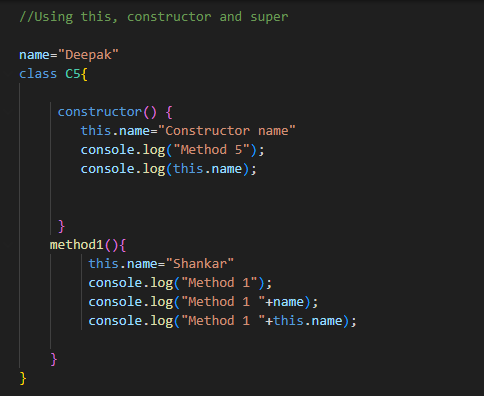 //Using this, constructor and super
name="Deepak"
class C5{
constructor() {
this.name="Constructor name"
console.log("Method 5");
console.log(this.name);
}
method1(){
this.name="Shankar"
console.log("Method 1");
console.log("Method 1 "+name);
console.log("Method 1 "+this.name);
}
}